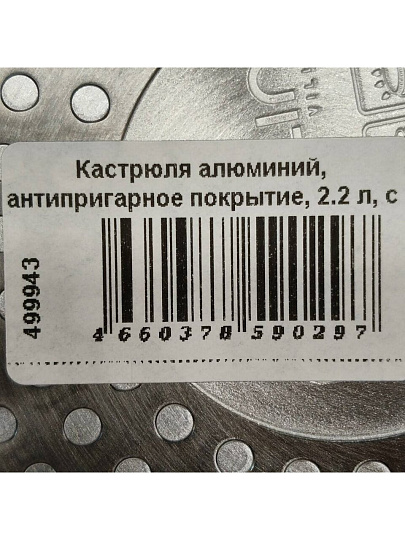 Кастрюля алюминий,
антипригарное покрытие, 2.2 л, с
499943
4 660378 590297